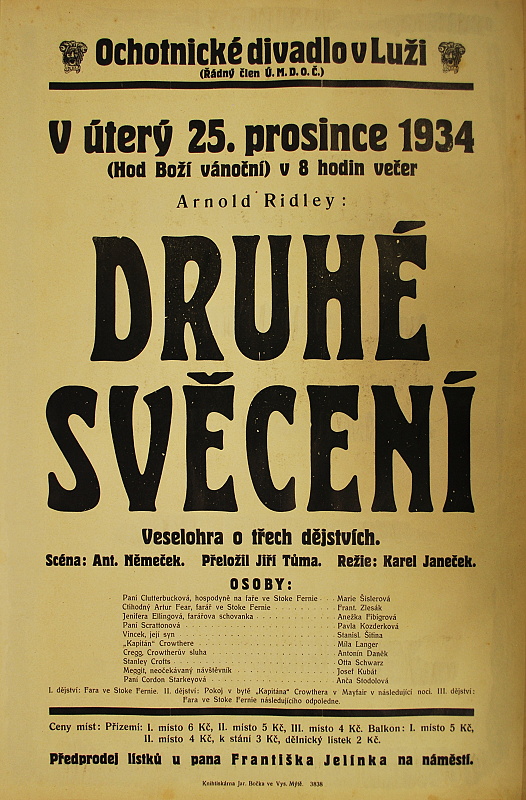 Ochotnické divadlo v Luži
(Řádný člen Ú. M. D. O. Č.)
V úterý 25. prosince 1934
(Hod Boží vánoční) v 8 hodin večer
Arnold Ridley:
DRUHÉ
SVĚCENÍ
Veselohra o třech dějstvích.
Scéna: Ant. Němeček. Přeložil Jiří Tůma. Režie: Karel Janeček.
OSOBY:
Paní Clutterbucková, hospodyně na faře ve Stoke Fernie Marie Šislerová
Ctihodný Artur Fear, farář ve Stoke Fernie Frant. Zlesák
Jenifera Ellingová, farářova schovanka Anežka Fibigrová
Paní Scrattonová Pavla Kozderková
Vincek, její syn Stanisl. Šitina
„Kapitán" Crowthere Míla Langer
Cregg, Crowtherův sluha Antonín Daněk
Stanley Crofts Otta Schwarz
Meggit, neočekávaný návštěvník Josef Kubát
Paní Gordon Starkeyová Anča Stodolová
I. dějství: Fara ve Stoke Fernie. II. dějství: Pokoj v bytě „Kapitána" Crowthera v Mayfair v následující noci. III. dějství:
Fara ve Stoke Fernie následujícího odpoledne.
Ceny míst: Přízemí: I. místo 6 Kč, II. místo 5 Kč, III. místo 4 Kč. Balkon: I. místo 5 Kč,
II. místo 4 Kč, k stání 3 Kč, dělnický lístek 2 Kč.
Předprodej lístků u pana Františka Jelínka na náměstí.
Knihtiskárna Jar. Bočka ve Vys. Mýtě. 3838